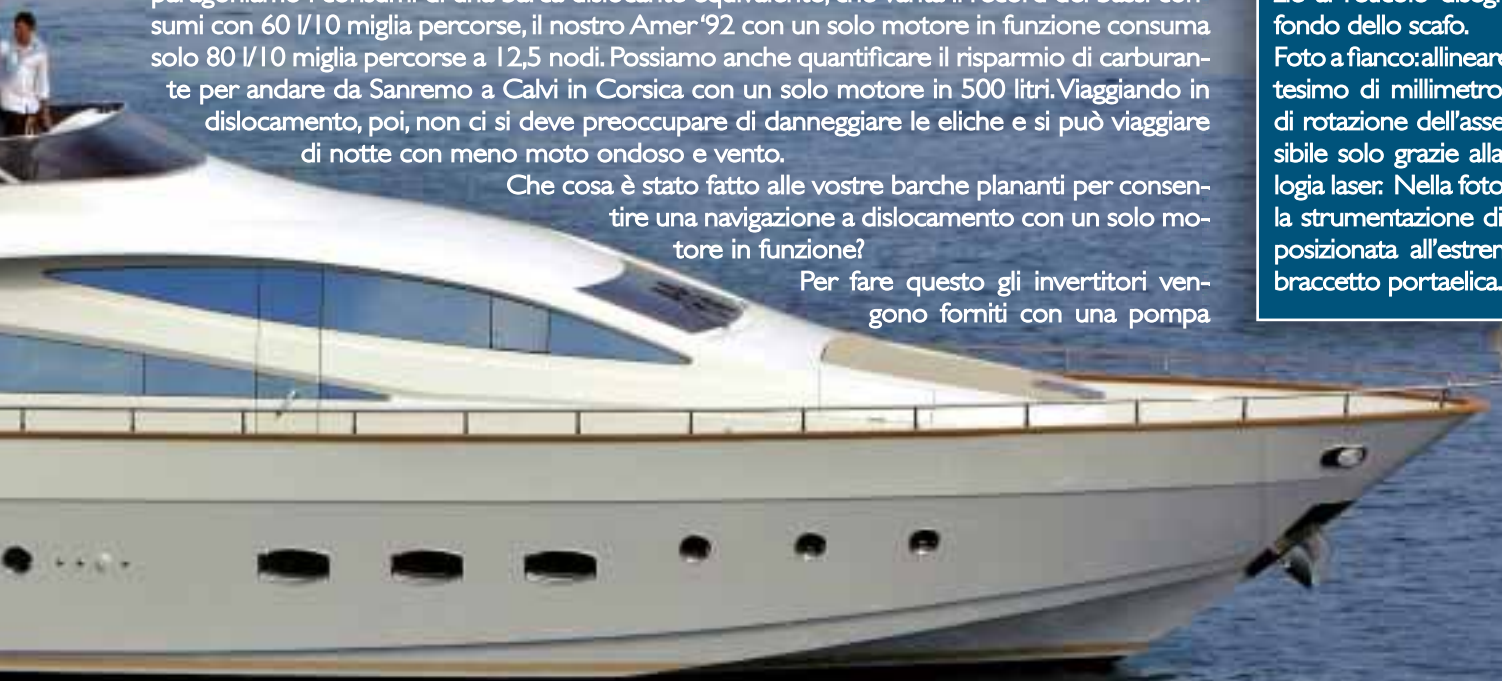 sumi con 60 l/10 miglia percorse, il nostro Amer '92 con un solo motore in funzione consuma
solo 80 l/10 miglia percorse a 12,5 nodi. Possiamo anche quantificare il risparmio di carburan-
te per andare da Sanremo a Calvi in Corsica con un solo motore in 500 litri. Viaggiando in
dislocamento, poi, non ci si deve preoccupare di danneggiare le eliche e si può viaggiare
di notte con meno moto ondoso e vento.
Che cosa è stato fatto alle vostre barche plananti per consen-
tire una navigazione a dislocamento con un solo mo-
tore in funzione?
Per fare questo gli invertitori ven-
gono forniti con una pompa
fondo dello scafo.
Foto a fianco: allineare
tesimo di millimetro
di rotazione dell'asse
sibile solo grazie alla
logia laser. Nella foto
la strumentazione di
posizionata all'estrem
braccetto portaelica.